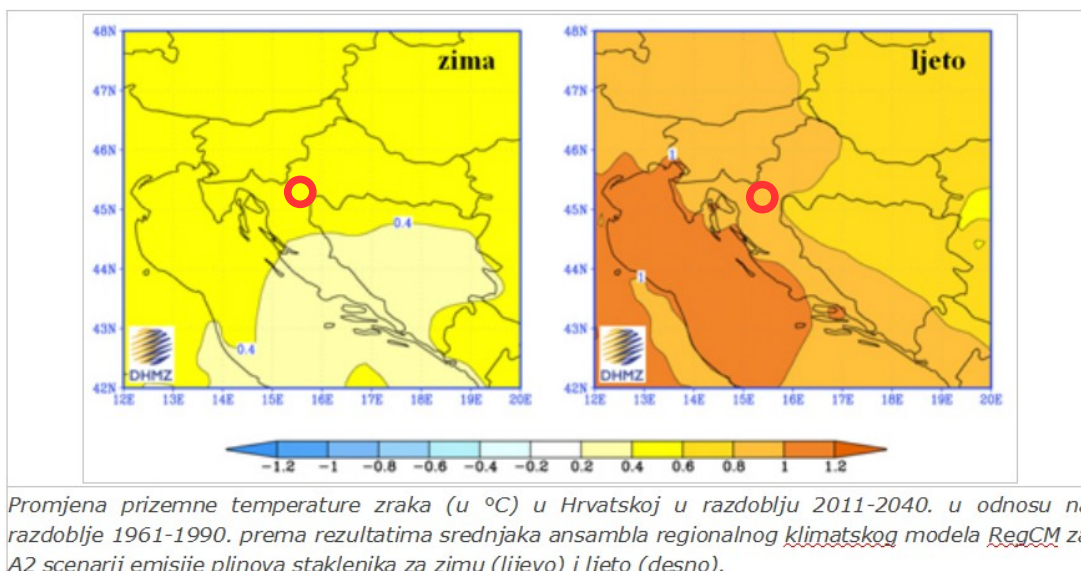 zima
ljeto
48N
47N
46N
45N
44N
43N
42N
12E 13E 14E 15E 16E 17E 18E 19E 20E
0.4
0.4
DHMZ
48N
47N
46N
45N
44N
43N
42N
12E 13E 14E 15E 16E 17E 18E 19E 20E
1
1
DHMZ
-1.2 -1 -0.8 -0.6 -0.4 -0.2 0.2 0.4 0.6 0.8 1 1.2
Promjena prizemne temperature zraka (u °C) u Hrvatskoj u razdoblju 2011-2040. u odnosu na
razdoblje 1961-1990. prema rezultatima srednjaka ansambla regionalnog klimatskog modela RegCM za
A2 scenarij emisije plinova staklenika za zimu (lijevo) i ljeto (desno).